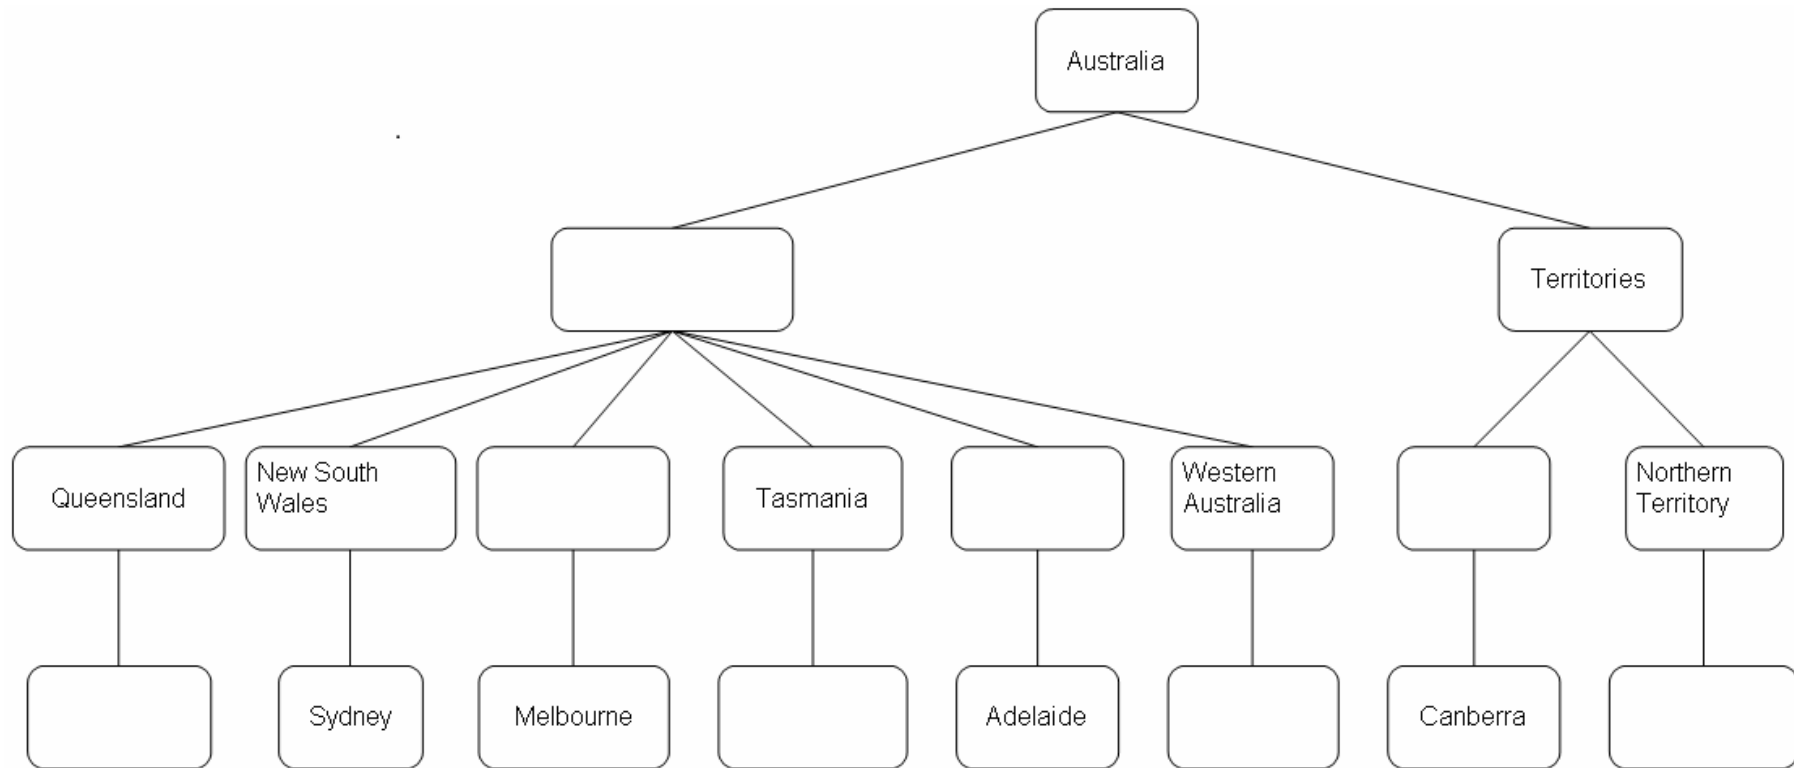 Australia
Territories
Queensland
New South
Wales
Tasmania
Western
Australia
Northern
Territory
Sydney
Melbourne
Adelaide
Canberra